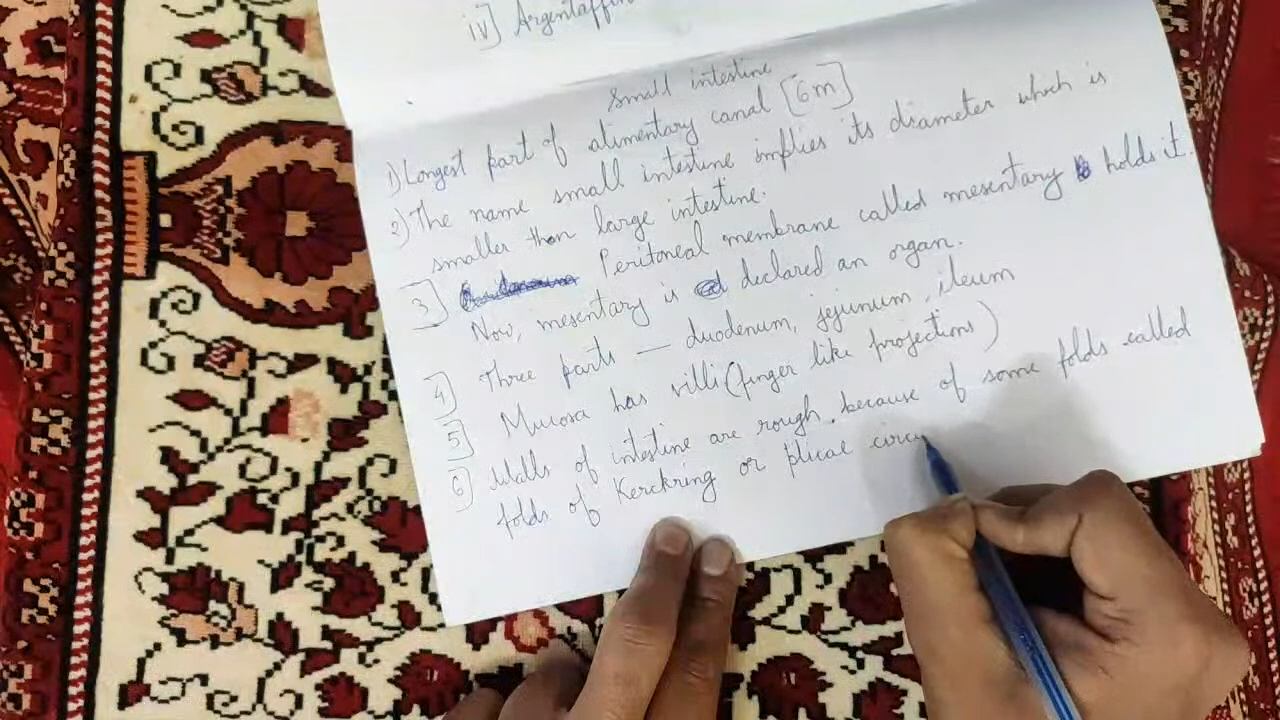 iv] Argentaffin
Small intestine
1) Longest part of alimentary canal [6m]
2) The name small intestine implies its diameter which is
smaller than large intestine.
3] Peritoneal membrane called mesentary holds it.
Now, mesentary is declared an organ.
4] Three parts — duodenum, jejunum, ileum
5] Mucosa has villi (finger like projections)
6] Walls of intestine are rough, because of some folds called
folds of Kerckring or plicae circu